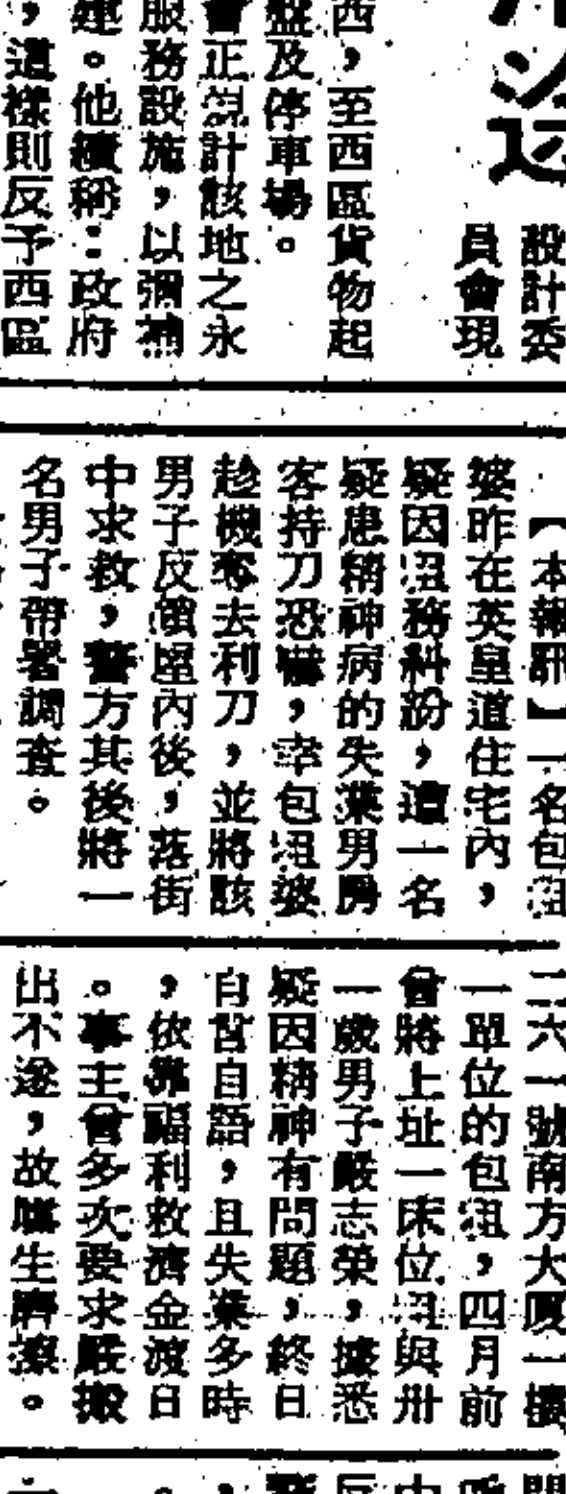 設計委
員會現
西，至西區貨物起
盤及停車場。
會正 計該地之永
服務設施，以彌補
建。他續稱：政府
，這樣則反予西區
【本報訊】一名包租
婆昨在英皇道住宅內，
疑因租務糾紛，遭一名
疑患精神病的失業男房
客持刀恐嚇，幸包租婆
趁機奪去利刀，並將該
男子反鎖屋內後，落街
中求救，警方其後將一
名男子帶署調查。
二六一號南方大廈一樓
一單位的包租，四月前
曾將上址一床位租與卅
一歲男子嚴志榮，據悉
疑因精神有問題，終日
自言自語，且失業多時
，依靠福利救濟金渡日
。事主曾多次要求嚴搬
出不遂，故屢生磨擦。